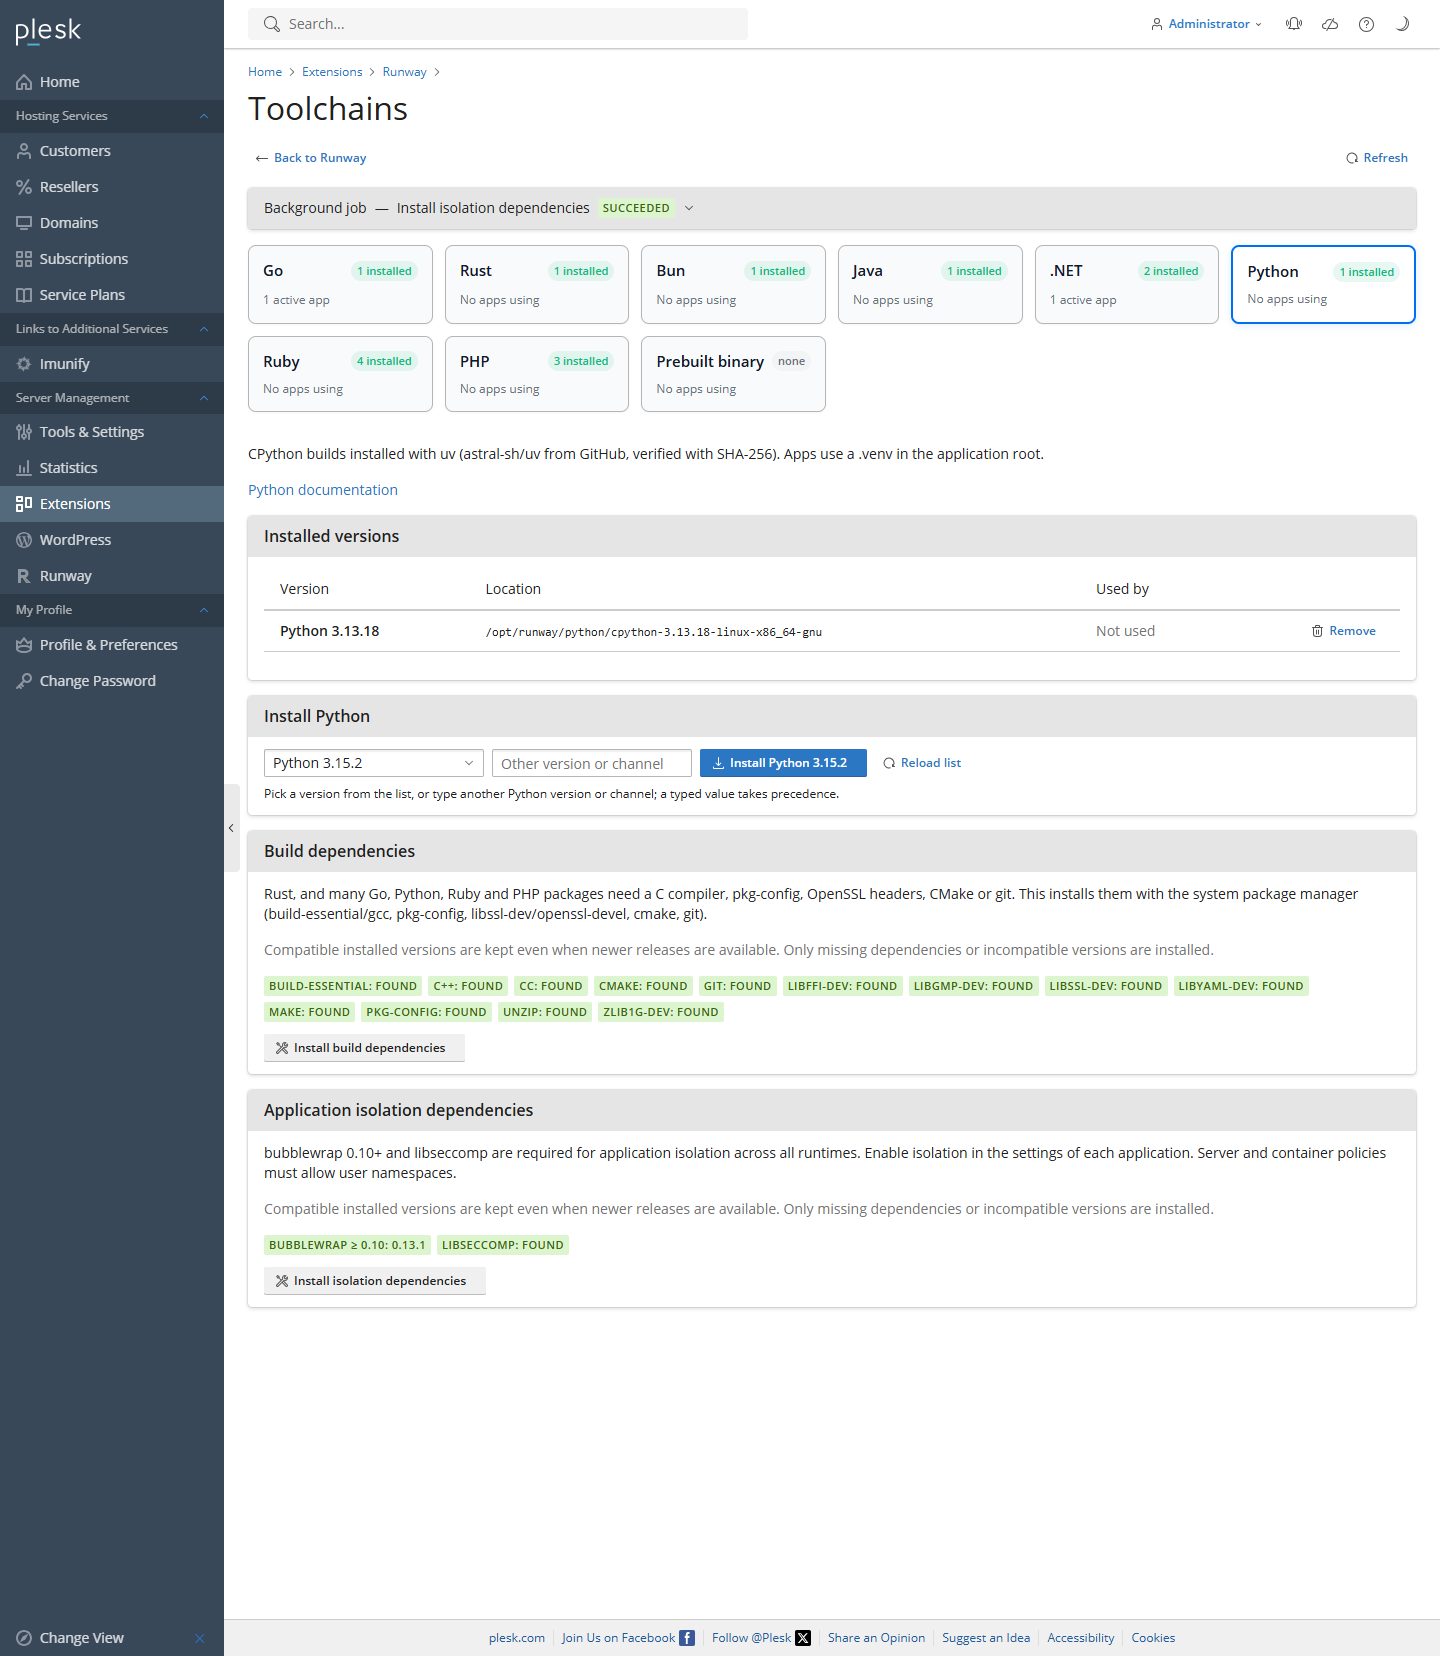 plesk
Search...
Administrator
Home
Hosting Services
Customers
Resellers
Domains
Subscriptions
Service Plans
Links to Additional Services
Imunify
Server Management
Tools & Settings
Statistics
Extensions
WordPress
Runway
My Profile
Profile & Preferences
Change Password
Change View
Home > Extensions > Runway >
Toolchains
Back to Runway
Refresh
Background job — Install isolation dependencies SUCCEEDED
Go 1 installed
1 active app
Rust 1 installed
No apps using
Bun 1 installed
No apps using
Java 1 installed
No apps using
.NET 2 installed
1 active app
Python 1 installed
No apps using
Ruby 4 installed
No apps using
PHP 3 installed
No apps using
Prebuilt binary none
No apps using
CPython builds installed with uv (astral-sh/uv from GitHub, verified with SHA-256). Apps use a .venv in the application root.
Python documentation
Installed versions
Version Location Used by
Python 3.13.18 /opt/runway/python/cpython-3.13.18-linux-x86_64-gnu Not used Remove
Install Python
Python 3.15.2 Other version or channel Install Python 3.15.2 Reload list
Pick a version from the list, or type another Python version or channel; a typed value takes precedence.
Build dependencies
Rust, and many Go, Python, Ruby and PHP packages need a C compiler, pkg-config, OpenSSL headers, CMake or git. This installs them with the system package manager
(build-essential/gcc, pkg-config, libssl-dev/openssl-devel, cmake, git).
Compatible installed versions are kept even when newer releases are available. Only missing dependencies or incompatible versions are installed.
BUILD-ESSENTIAL: FOUND C++: FOUND CC: FOUND CMAKE: FOUND GIT: FOUND LIBFFI-DEV: FOUND LIBGMP-DEV: FOUND LIBSSL-DEV: FOUND LIBYAML-DEV: FOUND
MAKE: FOUND PKG-CONFIG: FOUND UNZIP: FOUND ZLIB1G-DEV: FOUND
Install build dependencies
Application isolation dependencies
bubblewrap 0.10+ and libseccomp are required for application isolation across all runtimes. Enable isolation in the settings of each application. Server and container policies
must allow user namespaces.
Compatible installed versions are kept even when newer releases are available. Only missing dependencies or incompatible versions are installed.
BUBBLEWRAP ≥ 0.10: 0.13.1 LIBSECCOMP: FOUND
Install isolation dependencies
plesk.com Join Us on Facebook Follow @Plesk Share an Opinion Suggest an Idea Accessibility Cookies